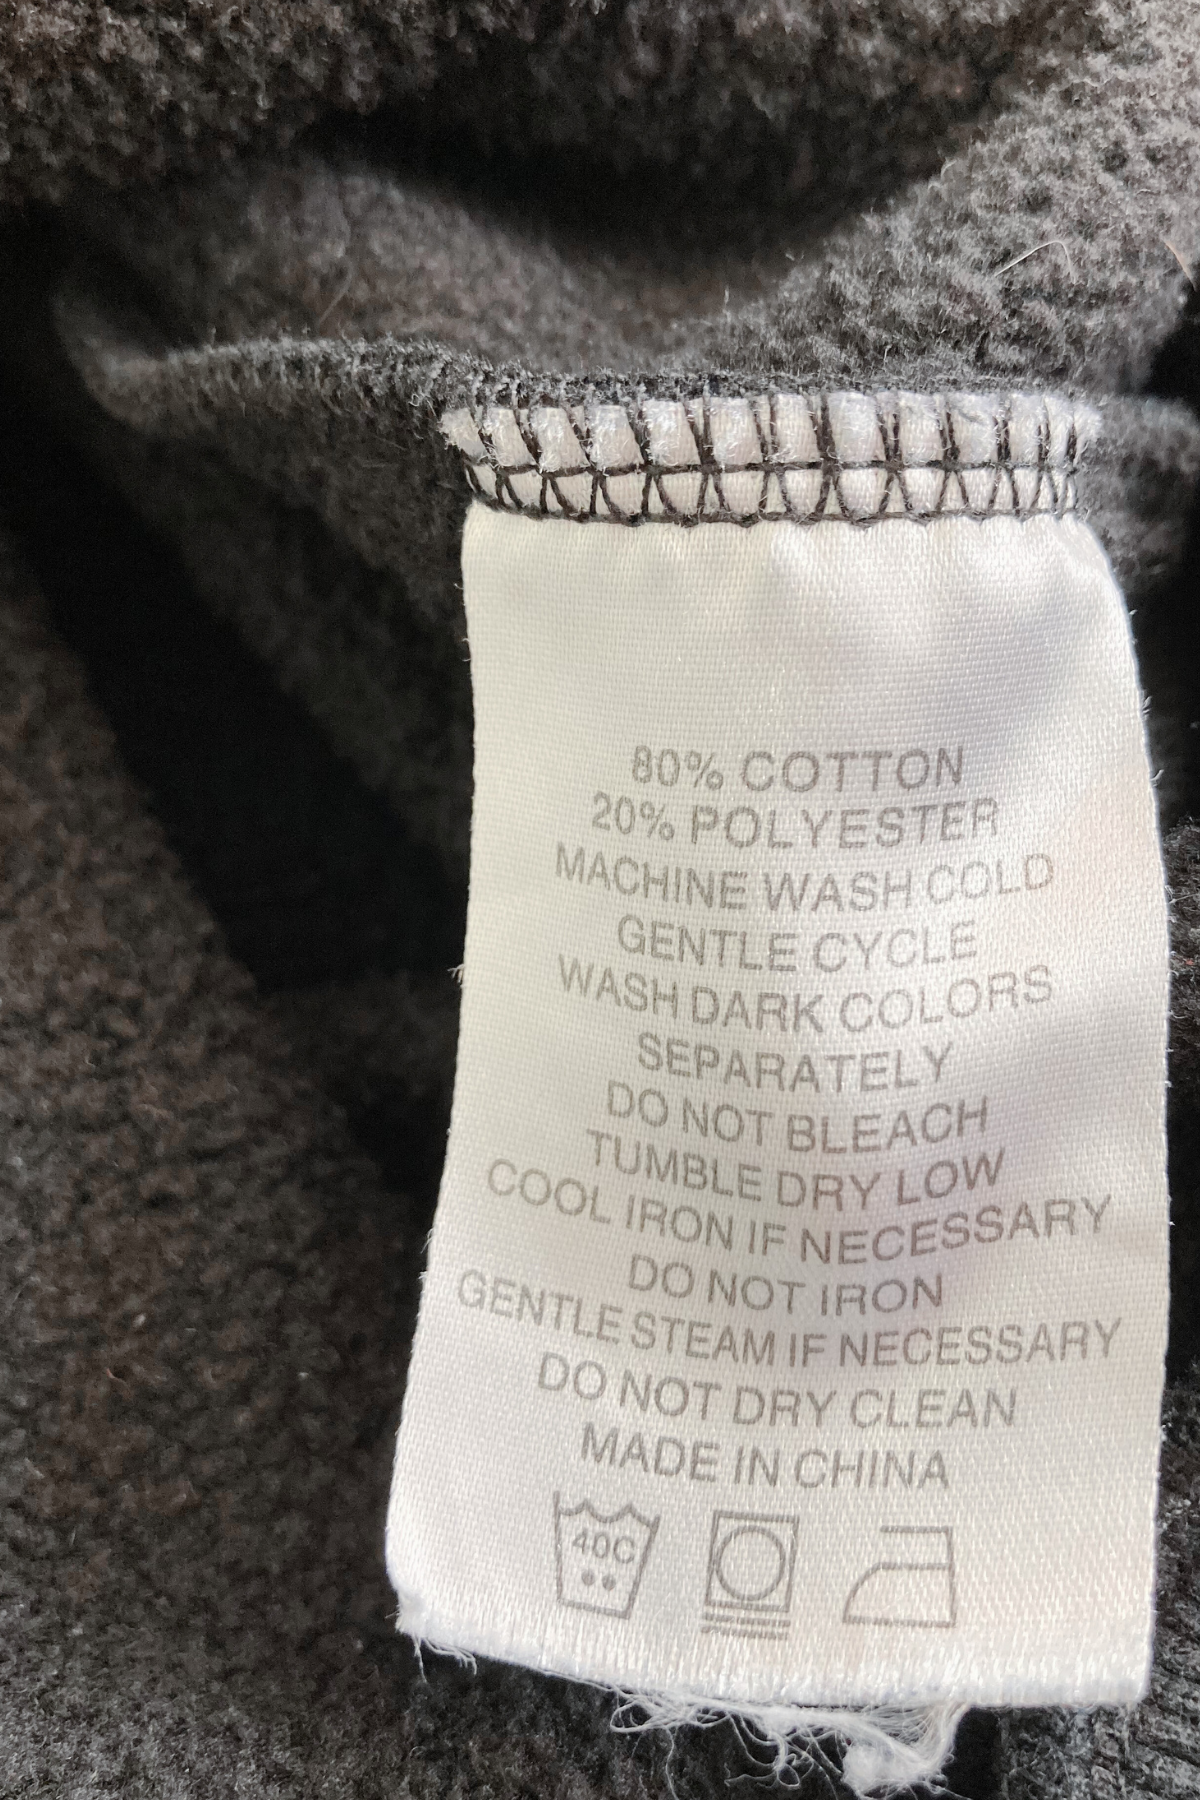 80% COTTON
20% POLYESTER
MACHINE WASH COLD
GENTLE CYCLE
WASH DARK COLORS
SEPARATELY
DO NOT BLEACH
TUMBLE DRY LOW
COOL IRON IF NECESSARY
DO NOT IRON
GENTLE STEAM IF NECESSARY
DO NOT DRY CLEAN
MADE IN CHINA
40C